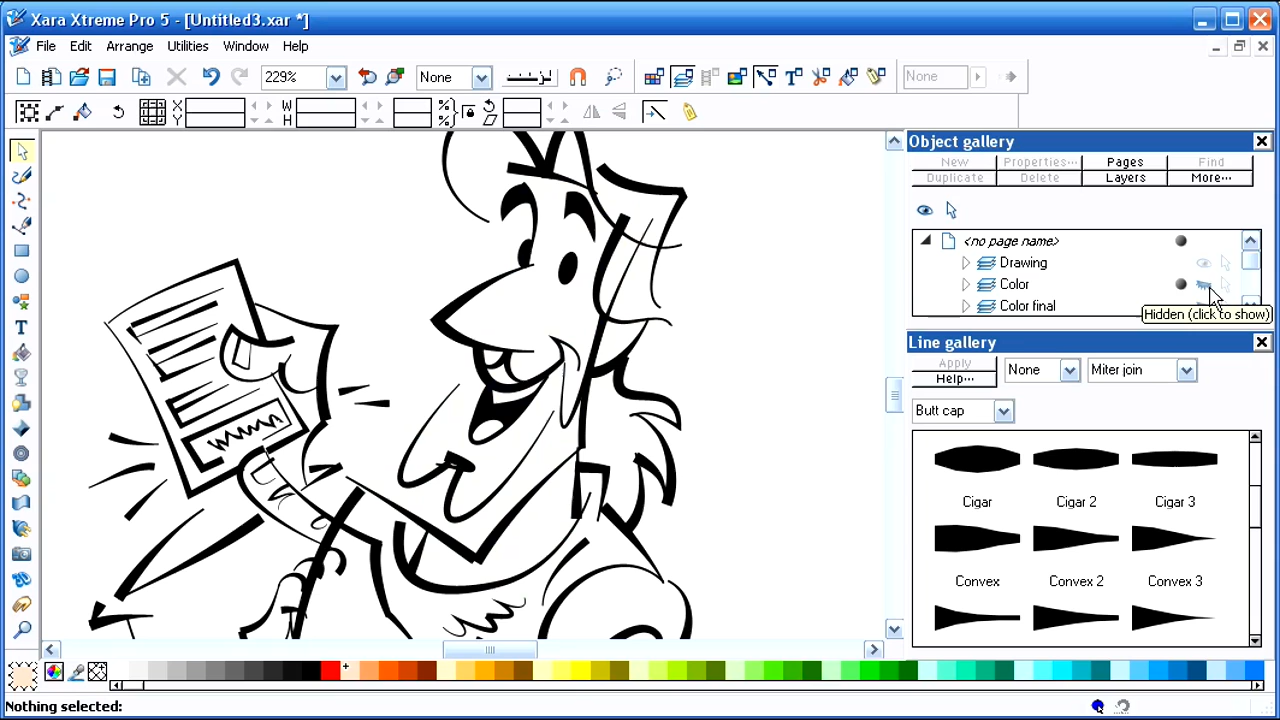 Xara Xtreme Pro 5 - [Untitled3.xar *]
File Edit Arrange Utilities Window Help
229% None None
X
Y
W
H
%
%
Object gallery
New Properties··· Pages Find
Duplicate Delete Layers More···
<no page name>
Drawing
Color
Color final
Hidden (click to show)
Line gallery
Apply
Help···
None Miter join
Butt cap
Cigar Cigar 2 Cigar 3
Convex Convex 2 Convex 3
Nothing selected: